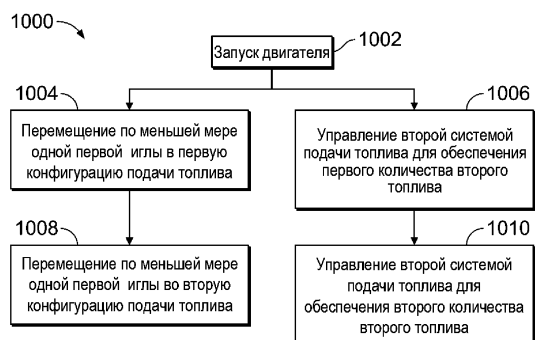 1000
Запуск двигателя
1002
1004
Перемещение по меньшей мере
одной первой иглы в первую
конфигурацию подачи топлива
1006
Управление второй системой
подачи топлива для обеспечения
первого количества второго
топлива
1008
Перемещение по меньшей мере
одной первой иглы во вторую
конфигурацию подачи топлива
1010
Управление второй системой
подачи топлива для
обеспечения второго количества
второго топлива